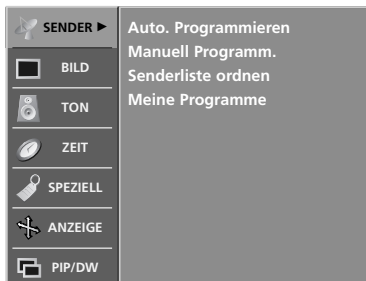 SENDER ►
BILD
TON
ZEIT
SPEZIELL
ANZEIGE
PIP/DW
Auto. Programmieren
Manuell Programm.
Senderliste ordnen
Meine Programme